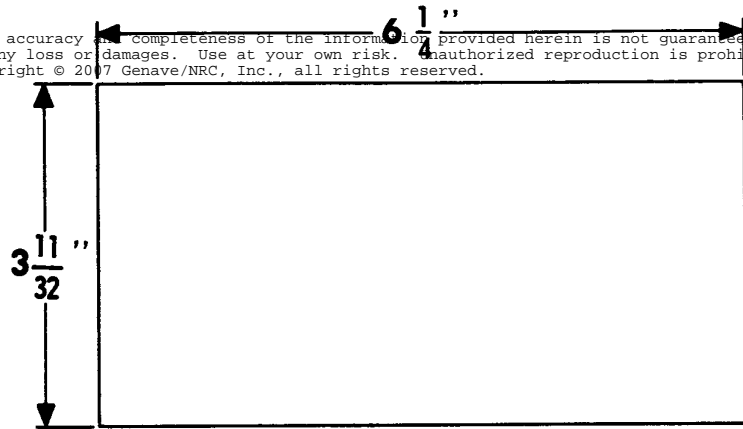 6 1/4 "
accuracy and completeness of the information provided herein is not guarantee
ny loss or damages. Use at your own risk. Unauthorized reproduction is prohi
right © 2007 Genave/NRC, Inc., all rights reserved.
3 11/32 "